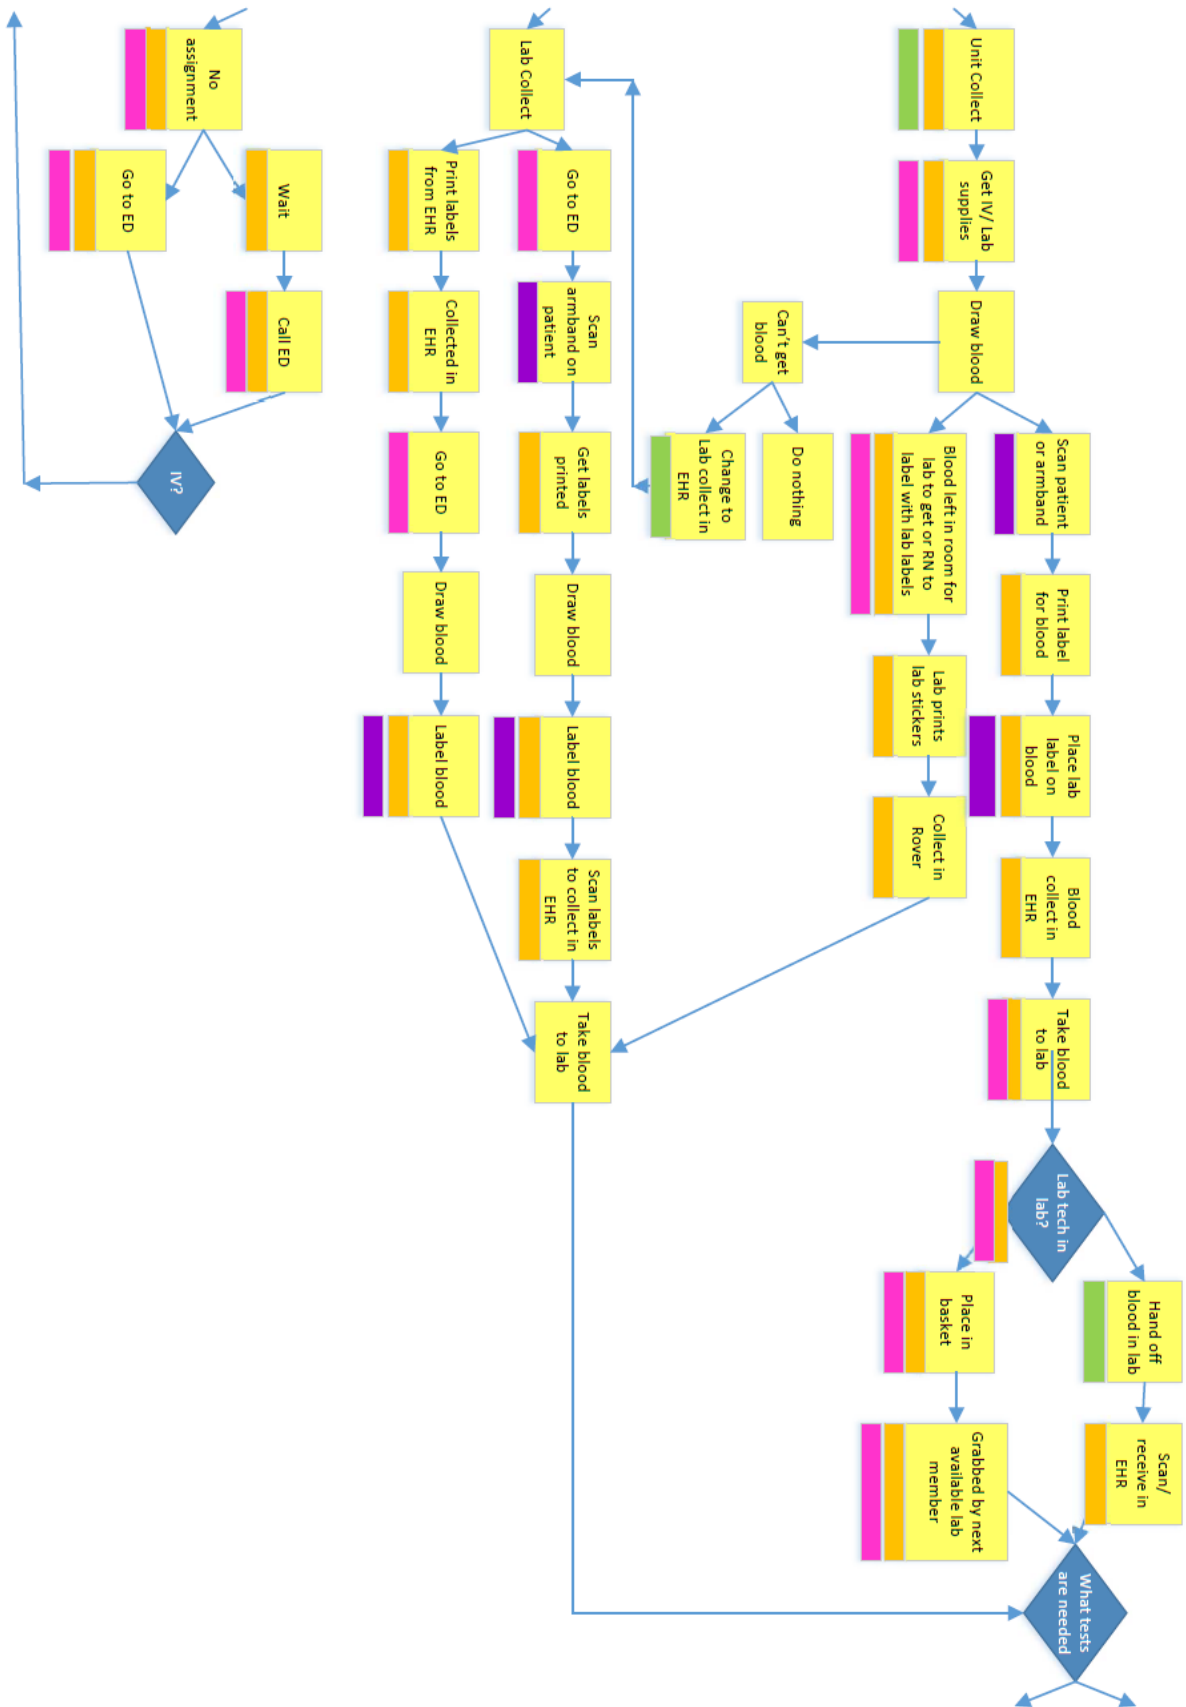 Unit Collect
Get IV/ Lab
supplies
Draw blood
Scan patient
or armband
Print label
for blood
Place lab
label on
blood
Blood
collect in
EHR
Take blood
to lab
Lab tech in
lab?
Hand off
blood in lab
Scan/
receive in
EHR
What tests
are needed
Place in
basket
Grabbed by next
available lab
member
Blood left in room for
lab to get or RN to
label with lab labels
Lab prints
lab stickers
Collect in
Rover
Can't get
blood
Do nothing
Change to
Lab collect in
EHR
Lab Collect
Go to ED
Scan
armband on
patient
Get labels
printed
Draw blood
Label blood
Scan labels
to collect in
EHR
Take blood
to lab
Print labels
from EHR
Collected in
EHR
Go to ED
Draw blood
Label blood
No
assignment
Wait
Call ED
Go to ED
IV?